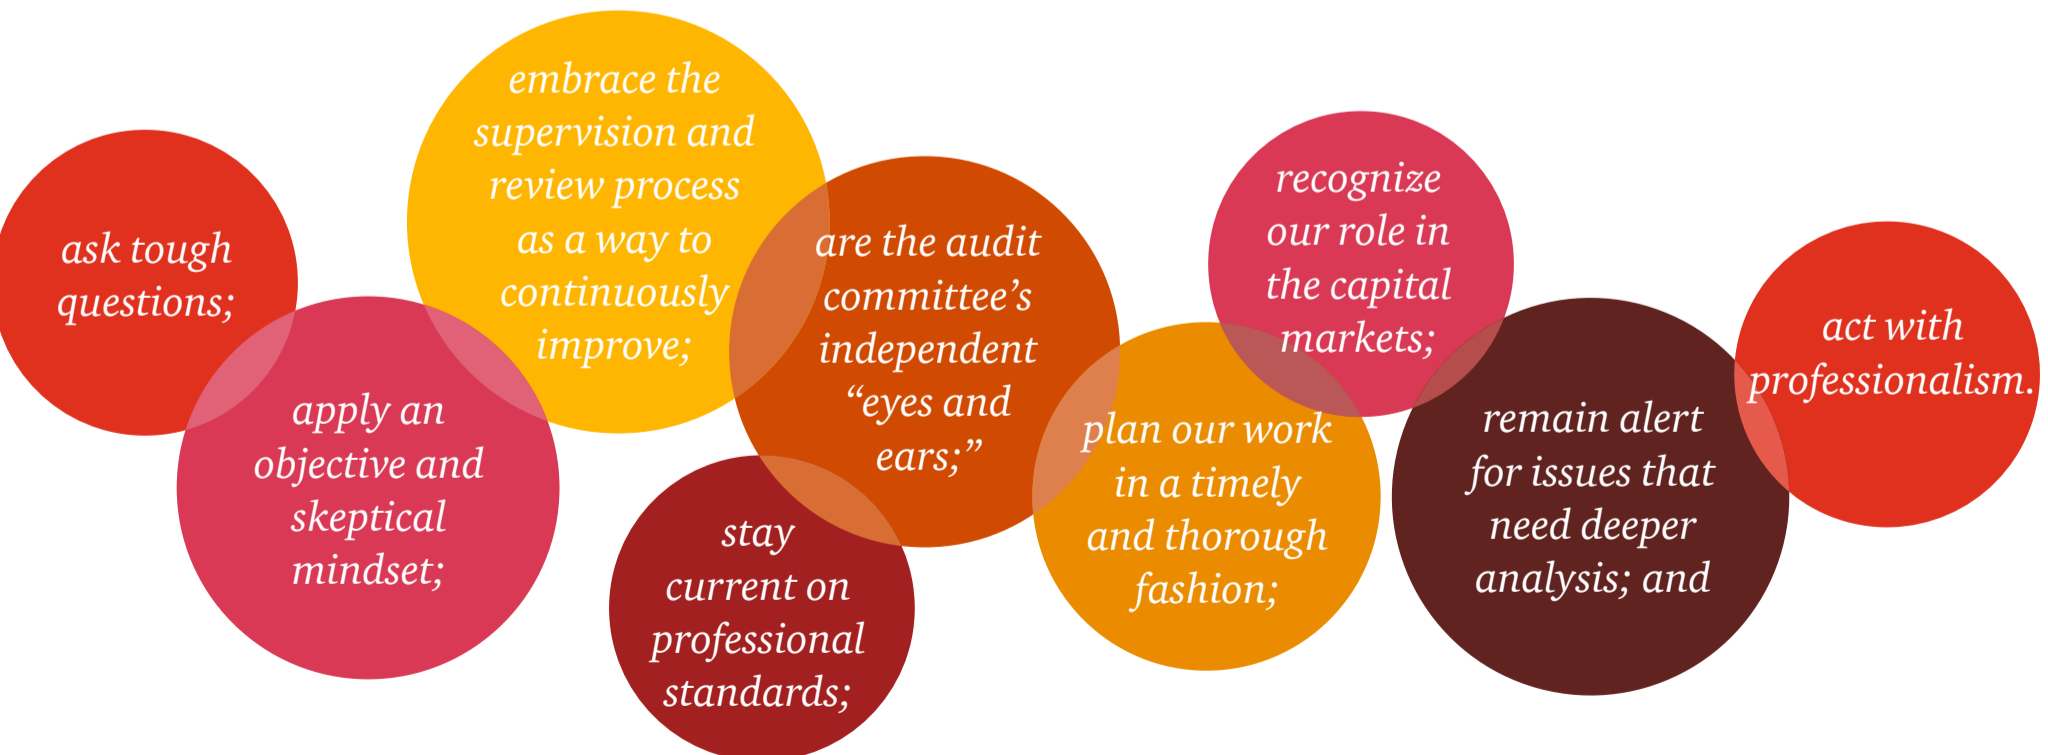 ask tough
questions;
apply an
objective and
skeptical
mindset;
embrace the
supervision and
review process
as a way to
continuously
improve;
stay
current on
professional
standards;
are the audit
committee’s
independent
“eyes and
ears;”
plan our work
in a timely
and thorough
fashion;
recognize
our role in
the capital
markets;
remain alert
for issues that
need deeper
analysis; and
act with
professionalism.